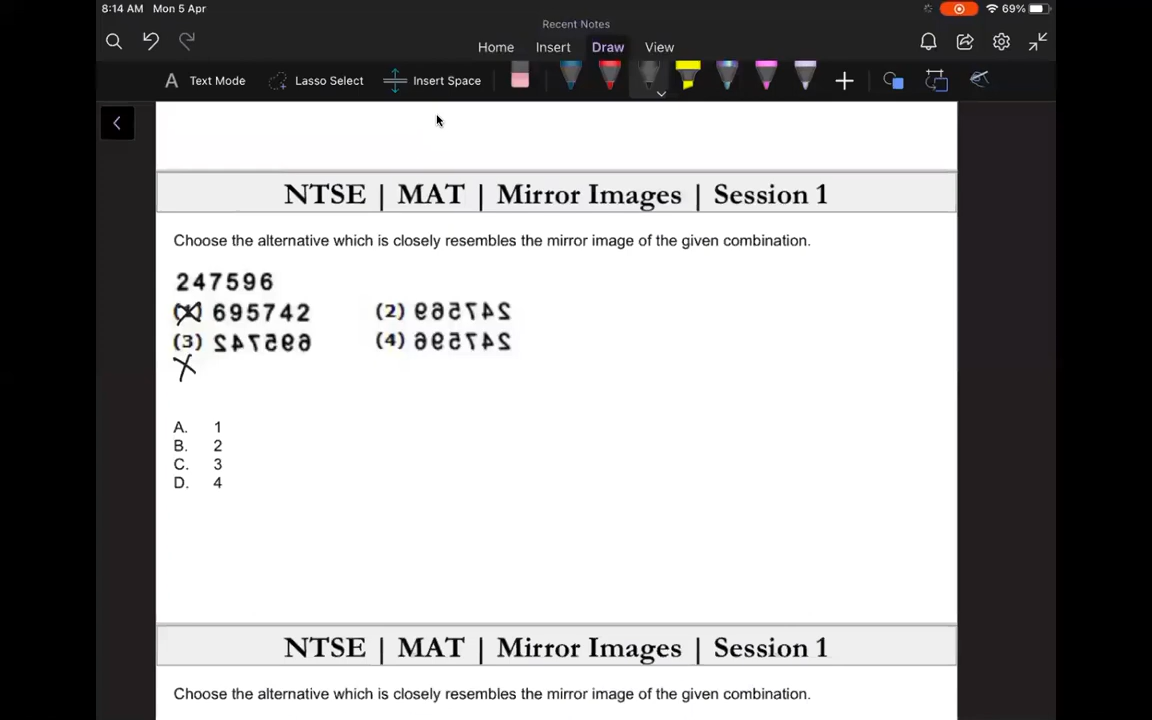 8:14 AM Mon 5 Apr
69%
Recent Notes
Home Insert Draw View
Text Mode Lasso Select Insert Space
NTSE | MAT | Mirror Images | Session 1
Choose the alternative which is closely resembles the mirror image of the given combination.
247596
(1) 695742 (2) 247569
(3) 695742 (4) 247596
A. 1
B. 2
C. 3
D. 4
NTSE | MAT | Mirror Images | Session 1
Choose the alternative which is closely resembles the mirror image of the given combination.